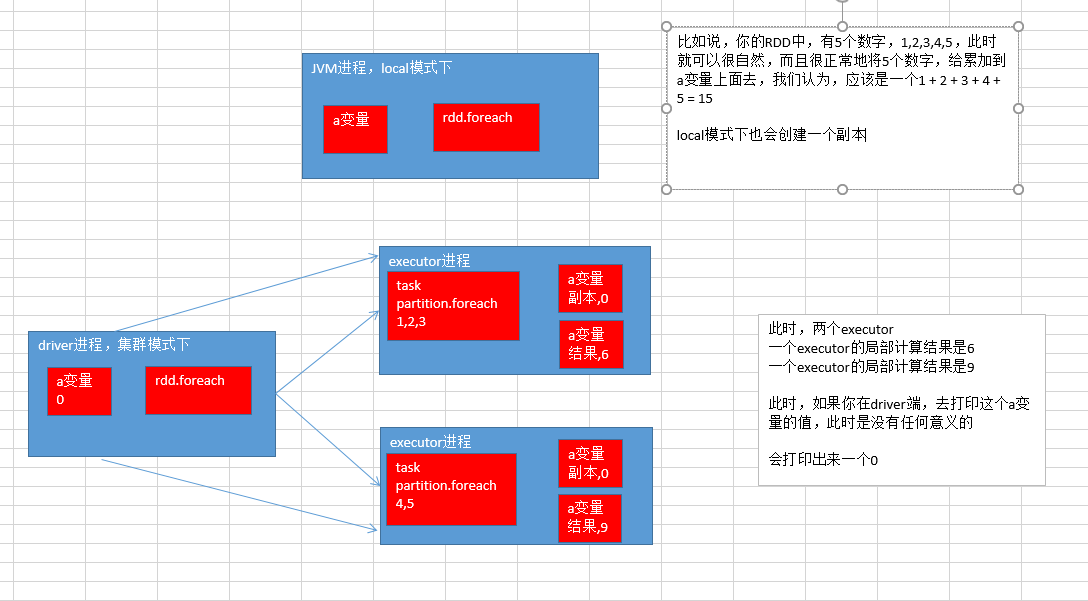 JVM进程，local模式下
a变量
rdd.foreach
比如说，你的RDD中，有5个数字，1,2,3,4,5，此时
就可以很自然，而且很正常地将5个数字，给累加到
a变量上面去，我们认为，应该是一个1 + 2 + 3 + 4 +
5 = 15
local模式下也会创建一个副本
executor进程
task
partition.foreach
1,2,3
a变量
副本,0
a变量
结果,6
driver进程，集群模式下
a变量
0
rdd.foreach
executor进程
task
partition.foreach
4,5
a变量
副本,0
a变量
结果,9
此时，两个executor
一个executor的局部计算结果是6
一个executor的局部计算结果是9
此时，如果你在driver端，去打印这个a变
量的值，此时是没有任何意义的
会打印出来一个0